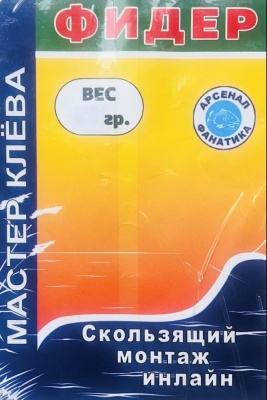 ФИДЕР
МАСТЕР КЛЁВА
ВЕС
гр.
АРСЕНАЛ
ФАНАТИКА
Скользящий
монтаж
инлайн